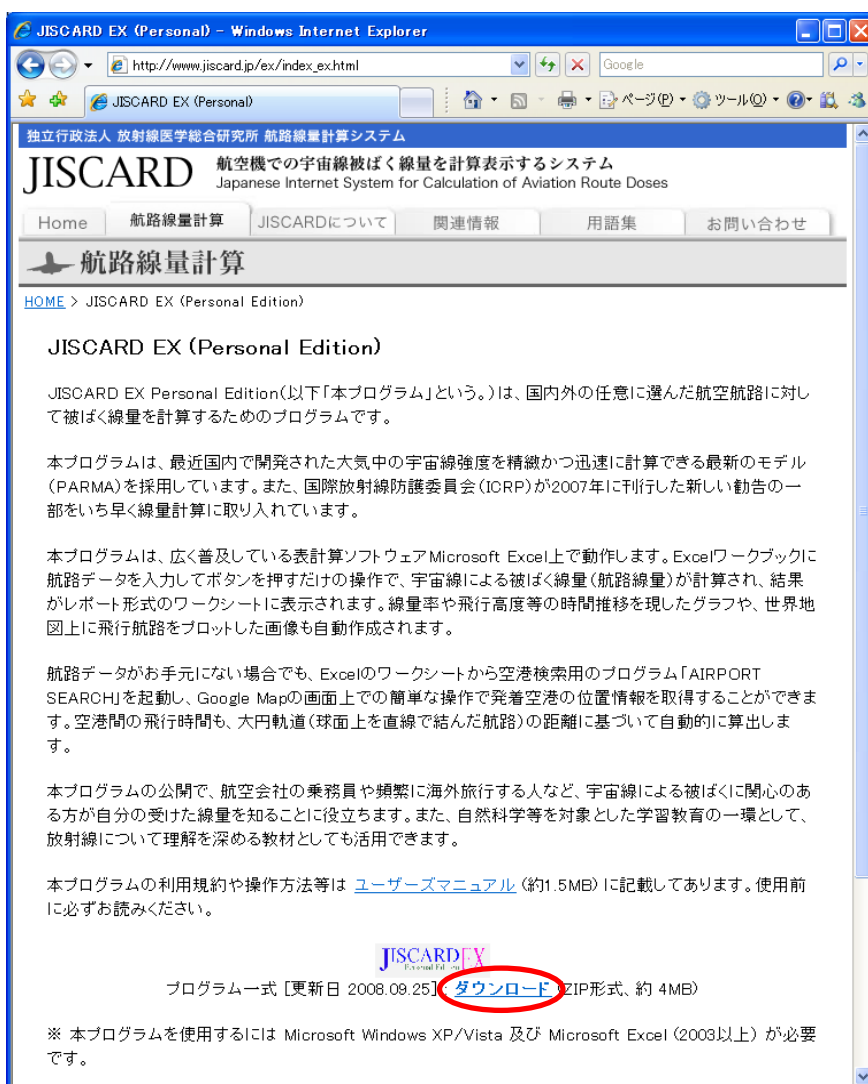 JISCARD EX (Personal) - Windows Internet Explorer
http://www.jiscard.jp/ex/index_ex.html
Google
JISCARD EX (Personal)
ページ(P)
ツール(O)
独立行政法人 放射線医学総合研究所 航路線量計算システム
JISCARD
航空機での宇宙線被ばく線量を計算表示するシステム
Japanese Internet System for Calculation of Aviation Route Doses
Home
航路線量計算
JISCARDについて
関連情報
用語集
お問い合わせ
航路線量計算
HOME > JISCARD EX (Personal Edition)
JISCARD EX (Personal Edition)
JISCARD EX Personal Edition(以下「本プログラム」という。)は、国内外の任意に選んだ航空航路に対し
て被ばく線量を計算するためのプログラムです。
本プログラムは、最近国内で開発された大気中の宇宙線強度を精緻かつ迅速に計算できる最新のモデル
(PARMA)を採用しています。また、国際放射線防護委員会(ICRP)が2007年に刊行した新しい勧告の一
部をいち早く線量計算に取り入れています。
本プログラムは、広く普及している表計算ソフトウェアMicrosoft Excel上で動作します。Excelワークブックに
航路データを入力してボタンを押すだけの操作で、宇宙線による被ばく線量(航路線量)が計算され、結果
がレポート形式のワークシートに表示されます。線量率や飛行高度等の時間推移を現したグラフや、世界地
図上に飛行航路をプロットした画像も自動作成されます。
航路データがお手元にない場合でも、Excelのワークシートから空港検索用のプログラム「AIRPORT
SEARCH」を起動し、Google Mapの画面上での簡単な操作で発着空港の位置情報を取得することができま
す。空港間の飛行時間も、大円軌道(球面上を直線で結んだ航路)の距離に基づいて自動的に算出しま
す。
本プログラムの公開で、航空会社の乗務員や頻繁に海外旅行する人など、宇宙線による被ばくに関心のあ
る方が自分の受けた線量を知ることに役立ちます。また、自然科学等を対象とした学習教育の一環として、
放射線について理解を深める教材としても活用できます。
本プログラムの利用規約や操作方法等は ユーザーズマニュアル (約1.5MB) に記載してあります。使用前
に必ずお読みください。
JISCARD EX
Personal Edition
プログラム一式 [更新日 2008.09.25] : ダウンロード (ZIP形式、約 4MB)
※ 本プログラムを使用するには Microsoft Windows XP/Vista 及び Microsoft Excel (2003以上) が必要
です。